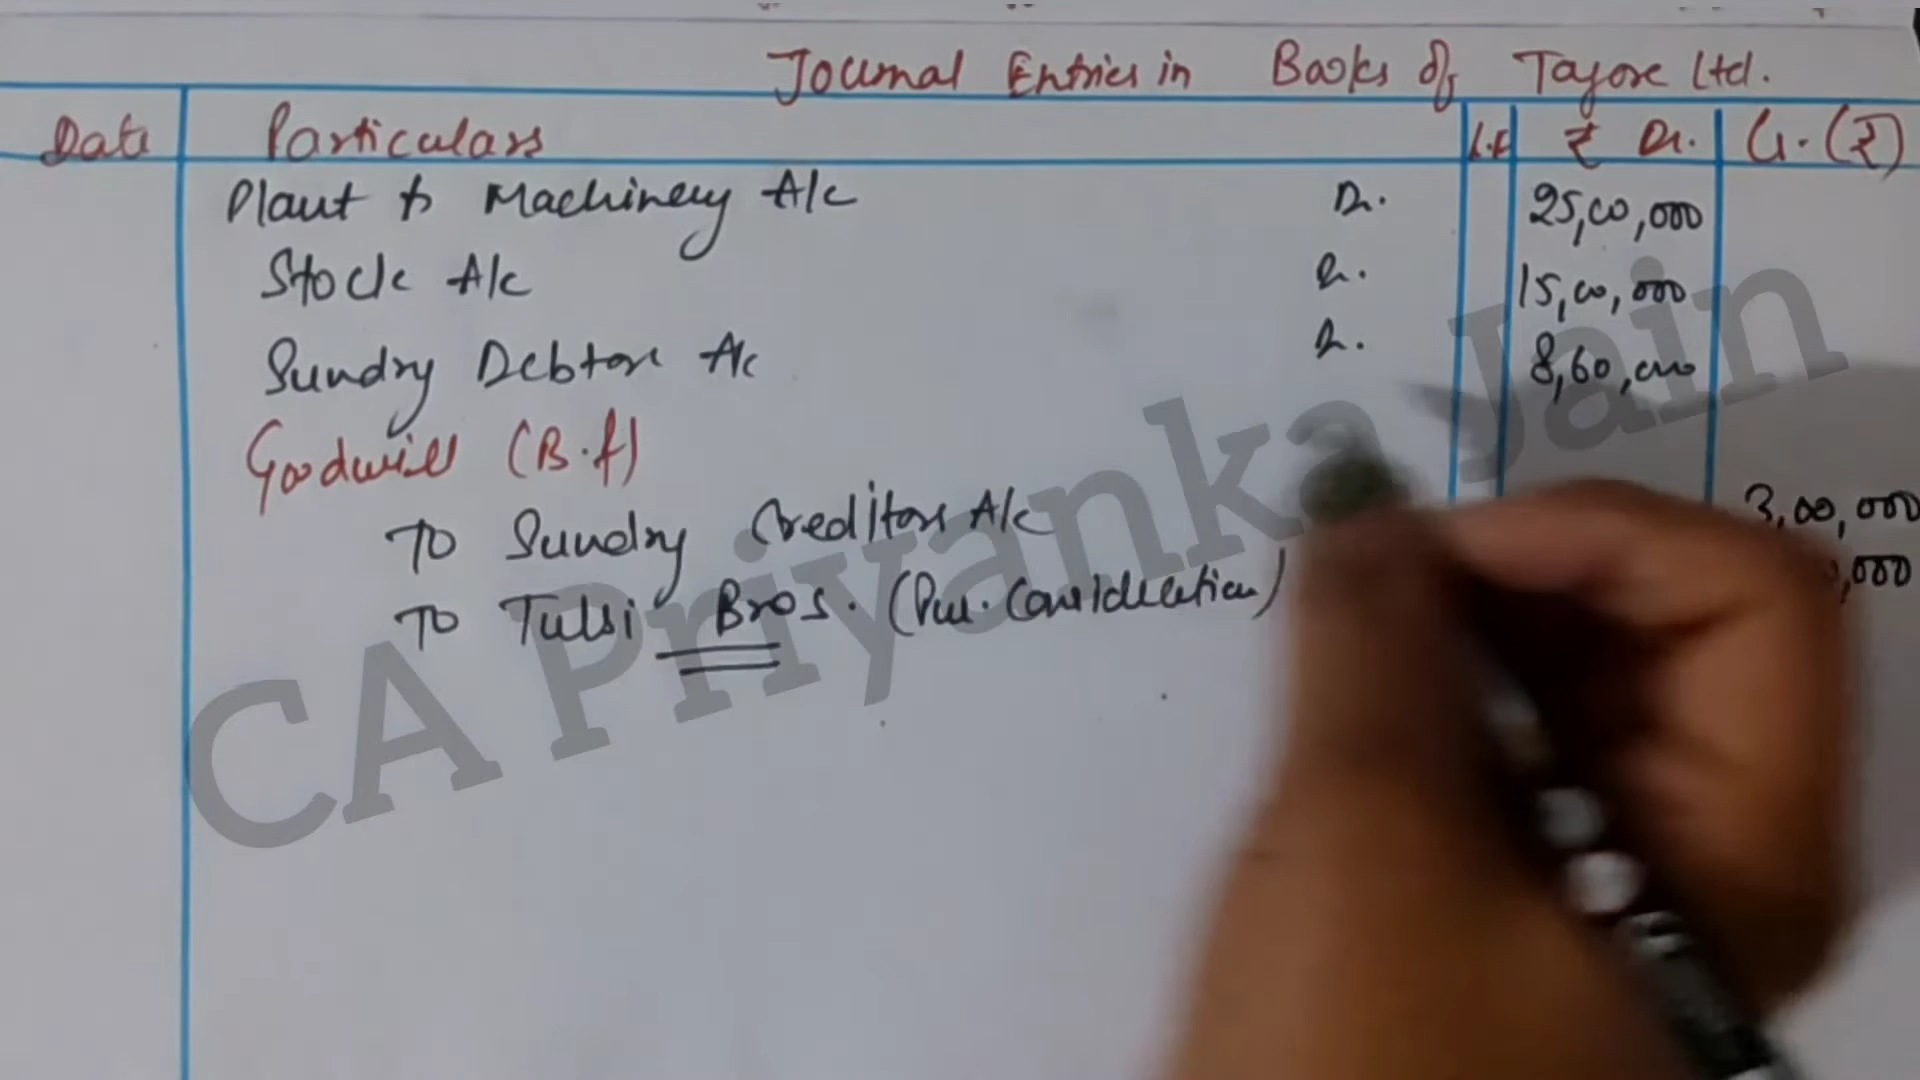 Journal Entries in Books of Tagore Ltd.
Date Particulars L.F ₹ Dr. Cr. (₹)
Plant & Machinery A/c Dr. 25,00,000
Stock A/c Dr. 15,00,000
Sundry Debtors A/c Dr. 8,60,000
Goodwill (B.f)
To Sundry Creditors A/c 3,00,000
To Tulsi Bros. (Pur. Consideration) 0,000
CA Priyanka Jain